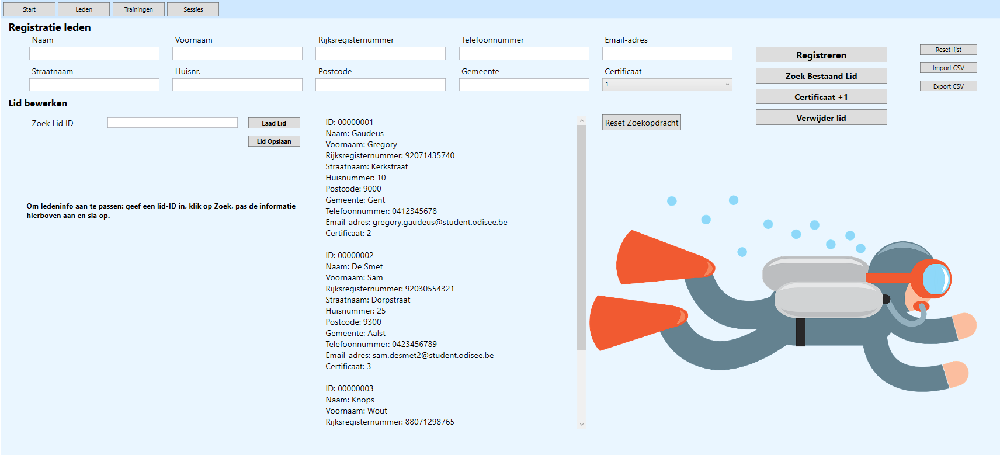 Start Leden Trainingen Sessies
Registratie leden
Naam Voornaam Rijksregisternummer Telefoonnummer Email-adres
Straatnaam Huisnr. Postcode Gemeente Certificaat
1
Registreren
Zoek Bestaand Lid
Certificaat +1
Verwijder lid
Reset lijst
Import CSV
Export CSV
Lid bewerken
Zoek Lid ID
Laad Lid
Lid Opslaan
Om ledeninfo aan te passen: geef een lid-ID in, klik op Zoek, pas de informatie
hierboven aan en sla op.
ID: 00000001
Naam: Gaudeus
Voornaam: Gregory
Rijksregisternummer: 92071435740
Straatnaam: Kerkstraat
Huisnummer: 10
Postcode: 9000
Gemeente: Gent
Telefoonnummer: 0412345678
Email-adres: gregory.gaudeus@student.odisee.be
Certificaat: 2
------------------------
ID: 00000002
Naam: De Smet
Voornaam: Sam
Rijksregisternummer: 92030554321
Straatnaam: Dorpstraat
Huisnummer: 25
Postcode: 9300
Gemeente: Aalst
Telefoonnummer: 0423456789
Email-adres: sam.desmet2@student.odisee.be
Certificaat: 3
------------------------
ID: 00000003
Naam: Knops
Voornaam: Wout
Rijksregisternummer: 88071298765
Reset Zoekopdracht